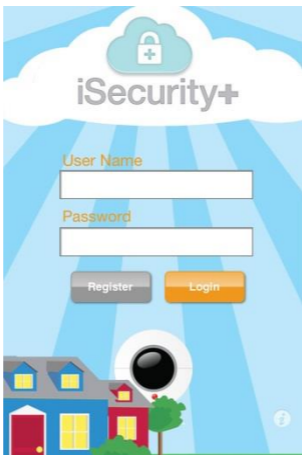 iSecurity+
User Name
Password
Register Login
i